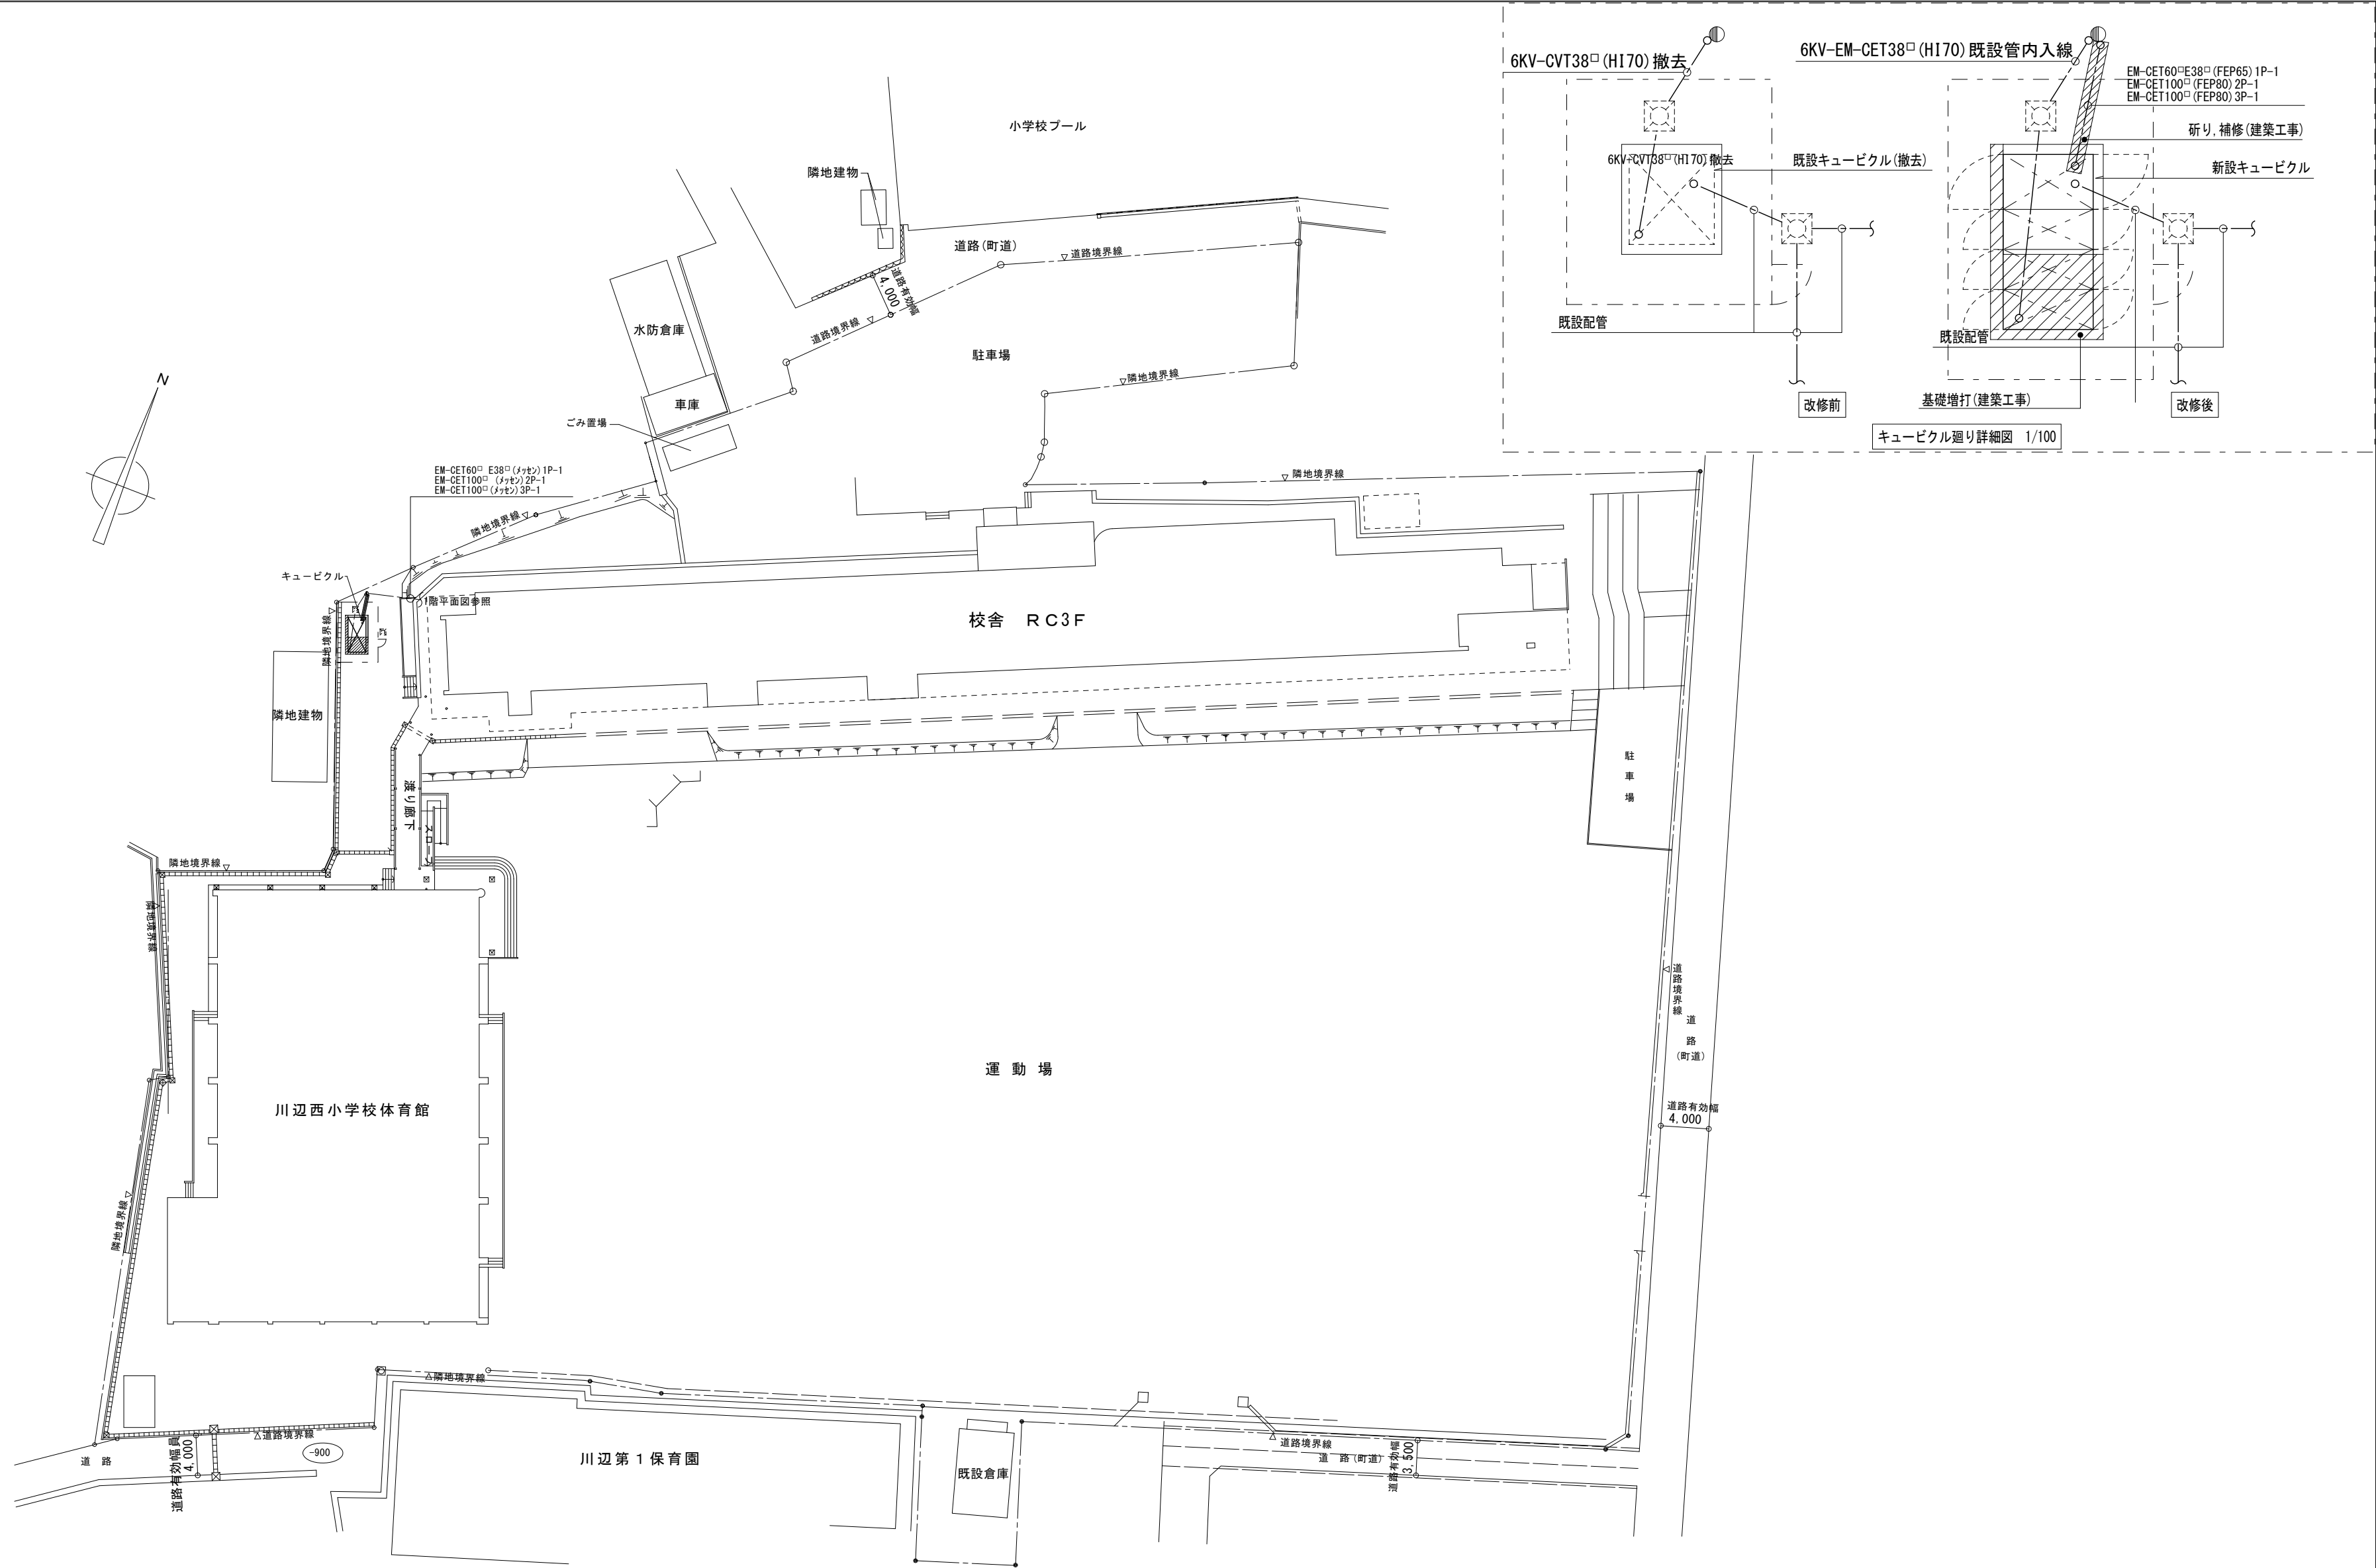 6KV-CVT38□(HI70)撤去
6KV-CVT38□(HI70)撤去
既設キュービクル(撤去)
既設配管
改修前
6KV-EM-CET38□(HI70)既設管内入線
EM-CET60□E38□(FEP65)1P-1
EM-CET100□(FEP80)2P-1
EM-CET100□(FEP80)3P-1
斫り,補修(建築工事)
新設キュービクル
既設配管
基礎増打(建築工事)
改修後
キュービクル廻り詳細図 1/100
小学校プール
隣地建物
道路(町道)
道路境界線
道路有効幅
4,000
道路境界線
水防倉庫
駐車場
隣地境界線
車庫
ごみ置場
N
EM-CET60□ E38□(メッセン)1P-1
EM-CET100□ (メッセン)2P-1
EM-CET100□(メッセン)3P-1
隣地境界線
隣地境界線
キュービクル
1階平面図参照
隣地境界線
校舎 RC3F
隣地建物
渡り廊下
スロープ
駐車場
隣地境界線
隣地境界線
道路境界線
道路
(町道)
運動場
道路有効幅
4,000
川辺西小学校体育館
隣地境界線
隣地境界線
道路境界線
-900
道路
道路有効幅員
4,000
川辺第1保育園
既設倉庫
道路境界線
道 路(町道)
道路有効幅
3,500